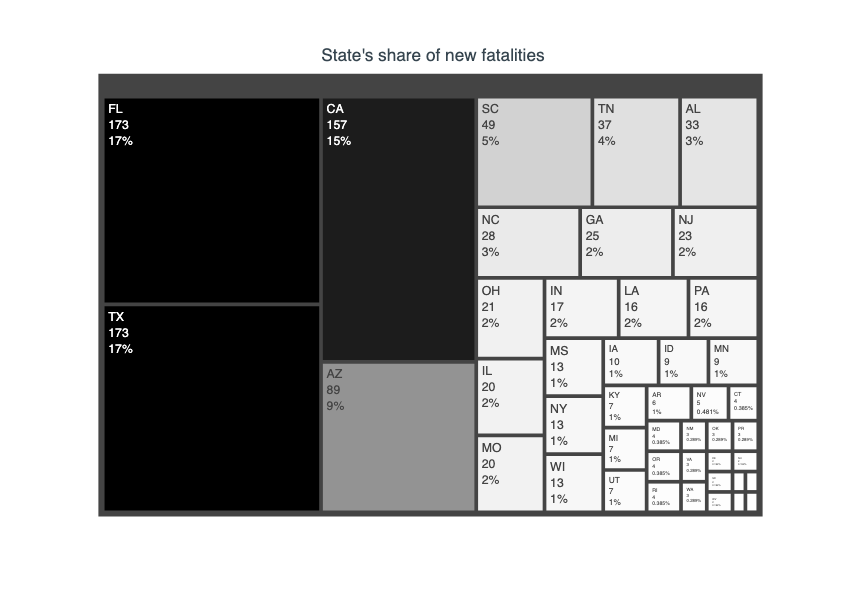 State's share of new fatalities
FL
173
17%
TX
173
17%
CA
157
15%
AZ
89
9%
SC
49
5%
TN
37
4%
AL
33
3%
NC
28
3%
GA
25
2%
NJ
23
2%
OH
21
2%
IL
20
2%
MO
20
2%
IN
17
2%
LA
16
2%
PA
16
2%
MS
13
1%
NY
13
1%
WI
13
1%
IA
10
1%
ID
9
1%
MN
9
1%
KY
7
1%
MI
7
1%
UT
7
1%
AR
6
1%
NV
5
0.481%
CT
4
0.385%
MD
4
0.385%
OR
4
0.385%
RI
4
0.385%
NM
3
0.289%
OK
3
0.289%
PR
3
0.289%
VA
3
0.289%
WA
3
0.289%